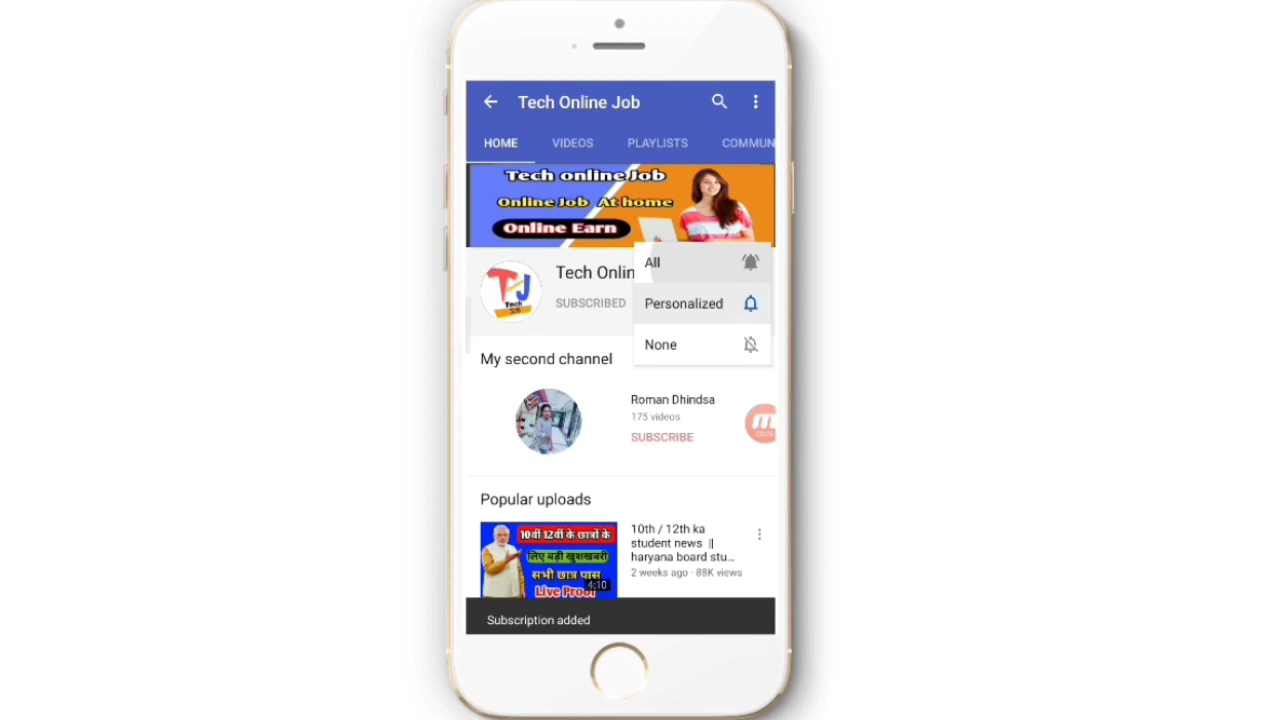 Tech Online Job
HOME VIDEOS PLAYLISTS COMMUN
Tech online Job
Online Job At home
Online Earn
All
Tech Onlin
TJ
Tech
SUBSCRIBED
Personalized
None
My second channel
Roman Dhindsa
175 videos
SUBSCRIBE
Popular uploads
10वीं 12वीं के छात्रों के
लिए बड़ी खुशखबरी
सभी छात्र पास
4:10
Live Proof
10th / 12th ka
student news ||
haryana board stu...
2 weeks ago · 88K views
Subscription added